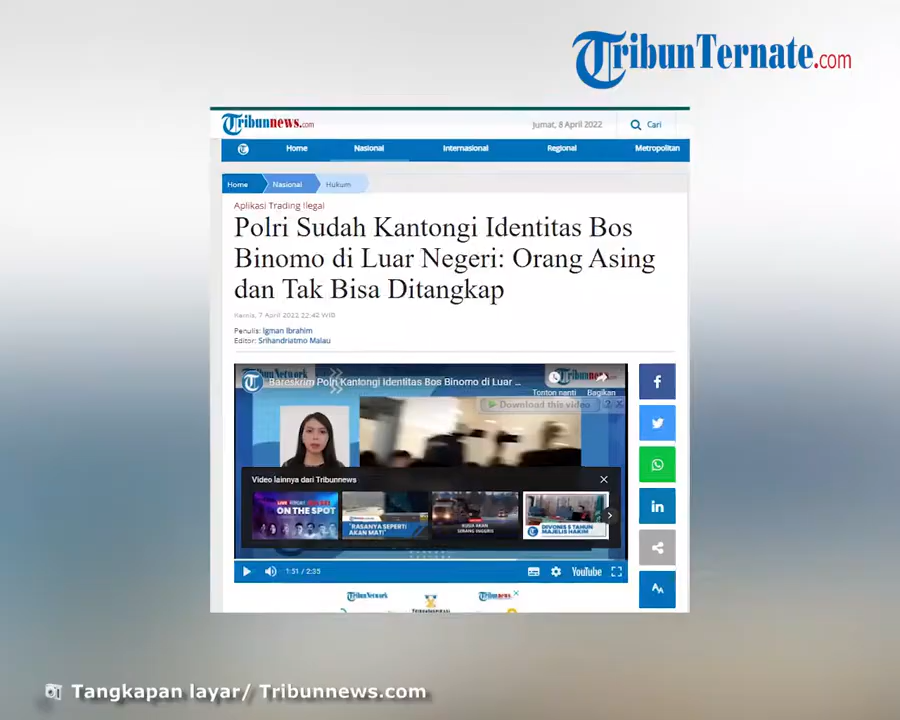 TribunTernate.com
Tribunnews.com
Jumat, 8 April 2022
Cari
Home
Nasional
Internasional
Regional
Metropolitan
Home
Nasional
Hukum
Aplikasi Trading Ilegal
Polri Sudah Kantongi Identitas Bos
Binomo di Luar Negeri: Orang Asing
dan Tak Bisa Ditangkap
Kamis, 7 April 2022 22:42 WIB
Penulis: Igman Ibrahim
Editor: Srihandriatmo Malau
Bareskrim Polri Kantongi Identitas Bos Binomo di Luar ...
Tonton nanti
Bagikan
Download this video
Video lainnya dari Tribunnews
ON THE SPOT
"RASANYA SEPERTI
AKAN MATI"
DIVONIS 5 TAHUN
MAJELIS HAKIM
1:51 / 2:35
YouTube
TribunNetwork
Tribunnews
Tangkapan layar/ Tribunnews.com